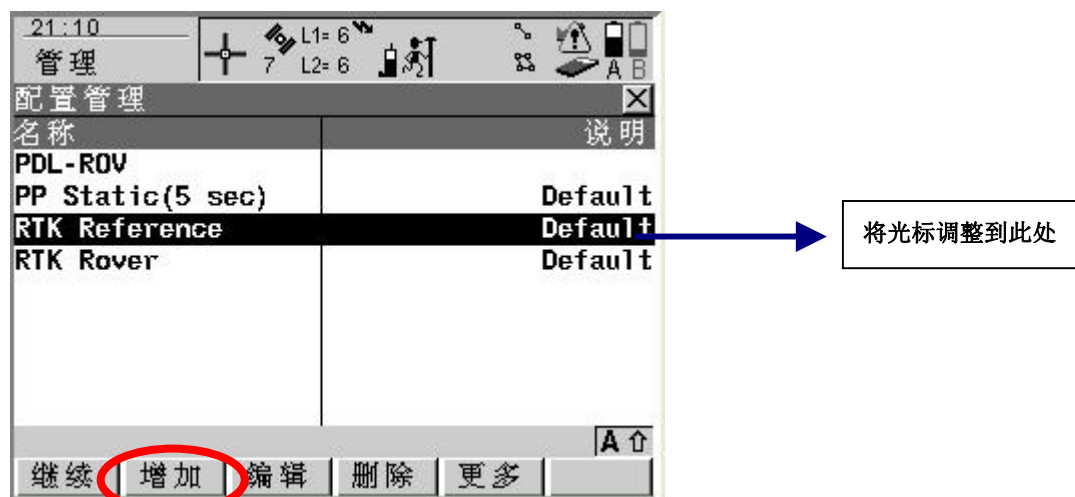 21:10
管理
7
L1= 6
L2= 6
A B
配置管理
名称 说明
PDL-ROV
PP Static(5 sec) Default
RTK Reference Default
RTK Rover Default
将光标调整到此处
A
继续 增加 编辑 删除 更多